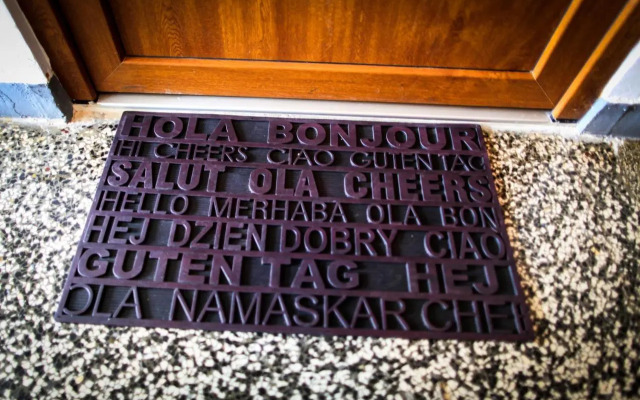 HOLA BONJOUR
HI CHEERS CIAO GUTEN TAG
SALUT OLA CHEERS
HELLO MERHABA OLA BON
HEJ DZIEN DOBRY CIAO
GUTEN TAG HEJ
OLA NAMASKAR CHE